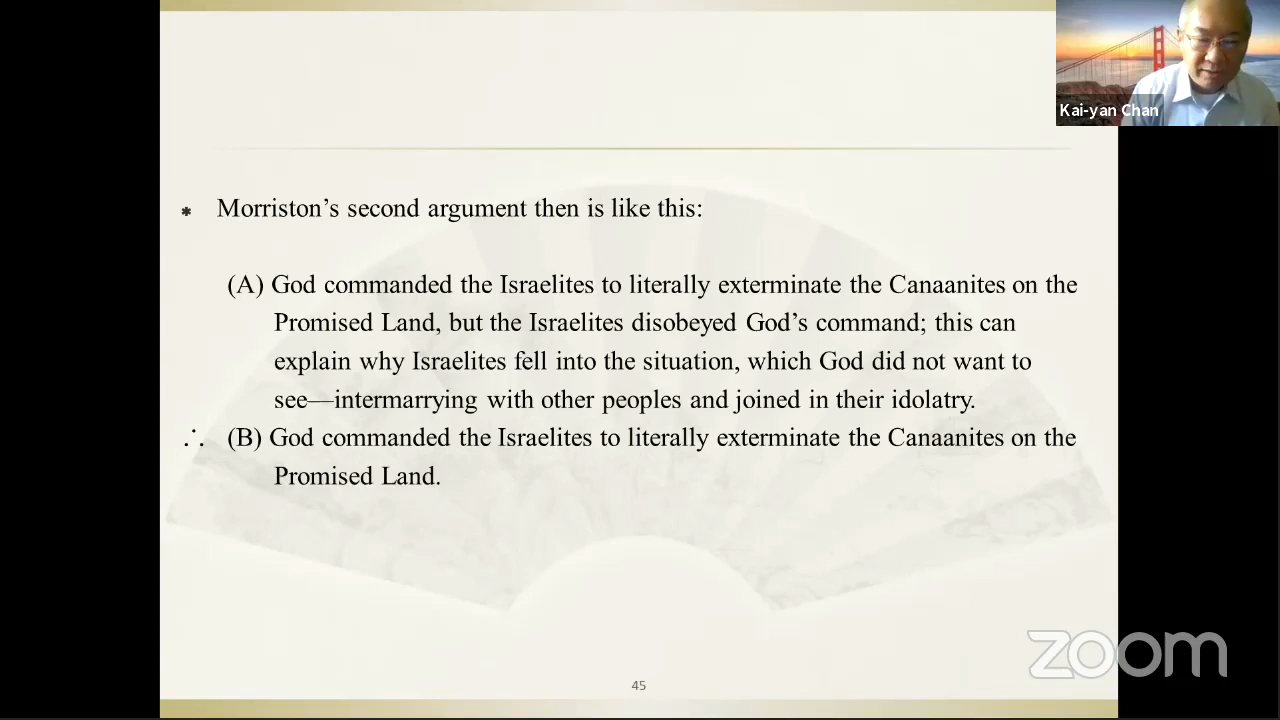 Kai-yan Chan
* Morriston’s second argument then is like this:
(A) God commanded the Israelites to literally exterminate the Canaanites on the
Promised Land, but the Israelites disobeyed God’s command; this can
explain why Israelites fell into the situation, which God did not want to
see—intermarrying with other peoples and joined in their idolatry.
∴ (B) God commanded the Israelites to literally exterminate the Canaanites on the
Promised Land.
zoom
45